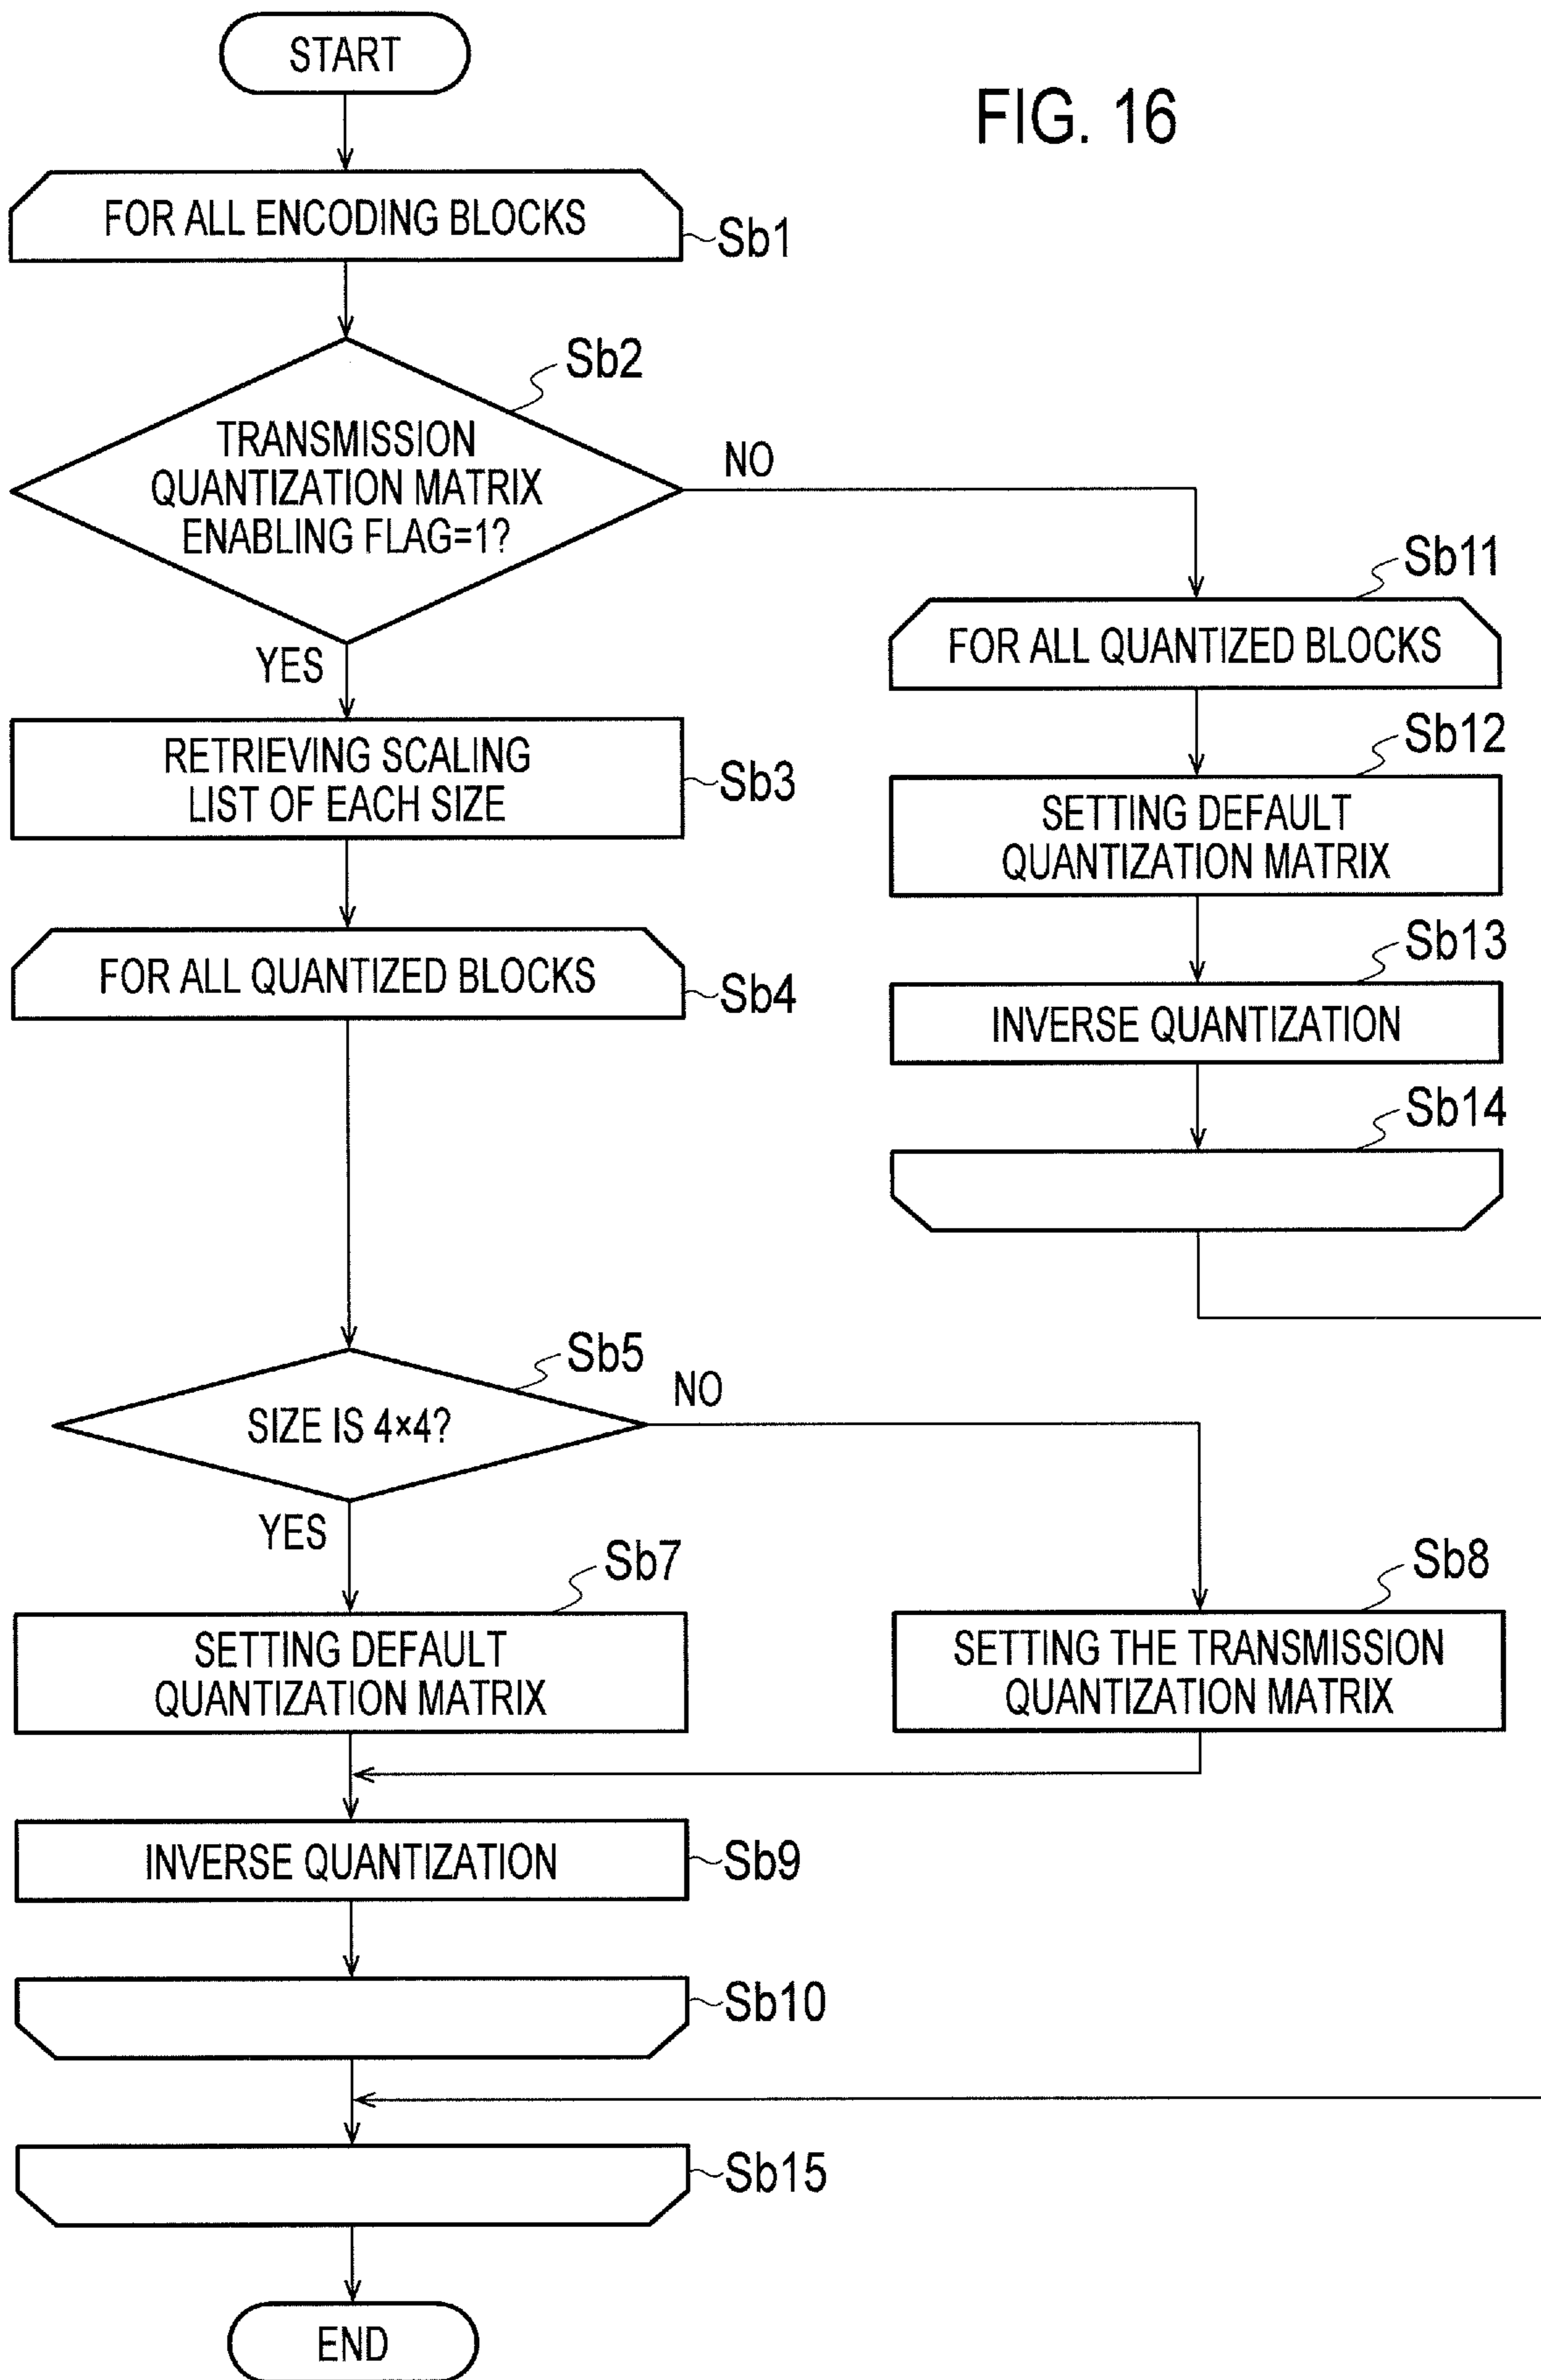 START
FIG. 16
FOR ALL ENCODING BLOCKS
Sb1
Sb2
TRANSMISSION
QUANTIZATION MATRIX
ENABLING FLAG=1?
NO
YES
Sb3
RETRIEVING SCALING
LIST OF EACH SIZE
FOR ALL QUANTIZED BLOCKS
Sb4
Sb11
FOR ALL QUANTIZED BLOCKS
Sb12
SETTING DEFAULT
QUANTIZATION MATRIX
Sb13
INVERSE QUANTIZATION
Sb14
Sb5
SIZE IS 4×4?
NO
YES
Sb7
SETTING DEFAULT
QUANTIZATION MATRIX
Sb8
SETTING THE TRANSMISSION
QUANTIZATION MATRIX
INVERSE QUANTIZATION
Sb9
Sb10
Sb15
END